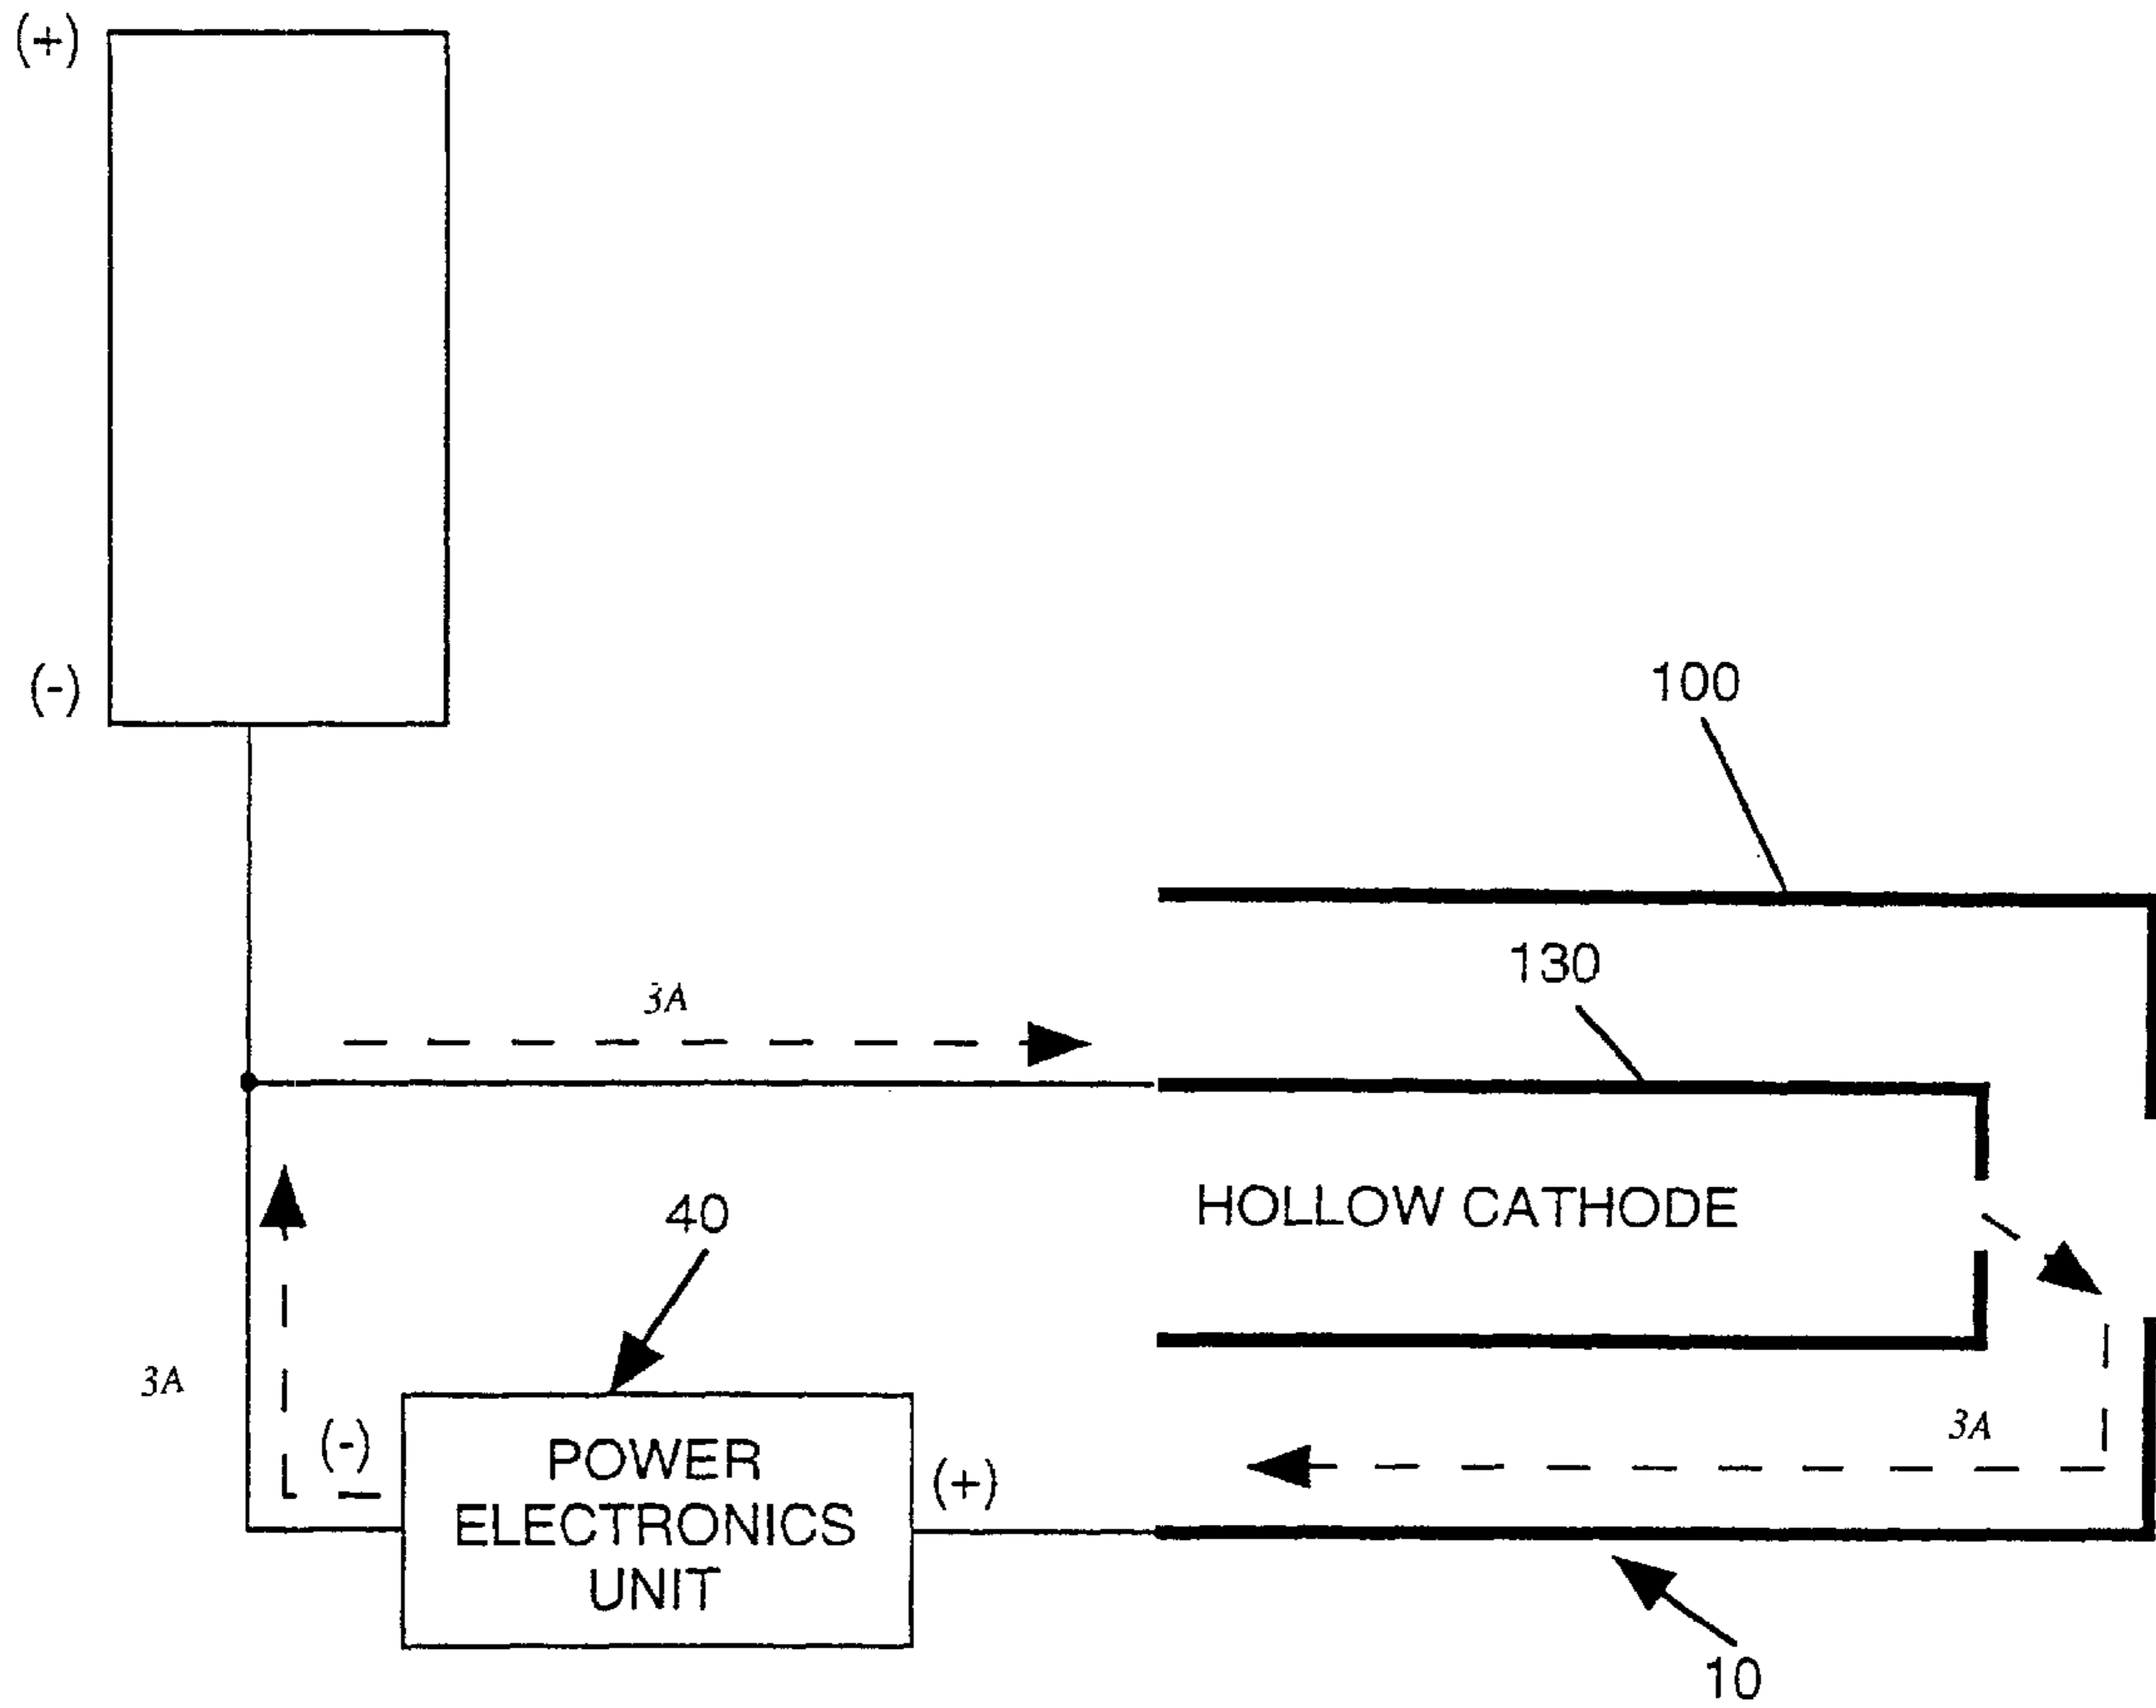 (+)
(-)
100
130
3A
HOLLOW CATHODE
40
3A
(-)
POWER
ELECTRONICS
UNIT
(+)
3A
10